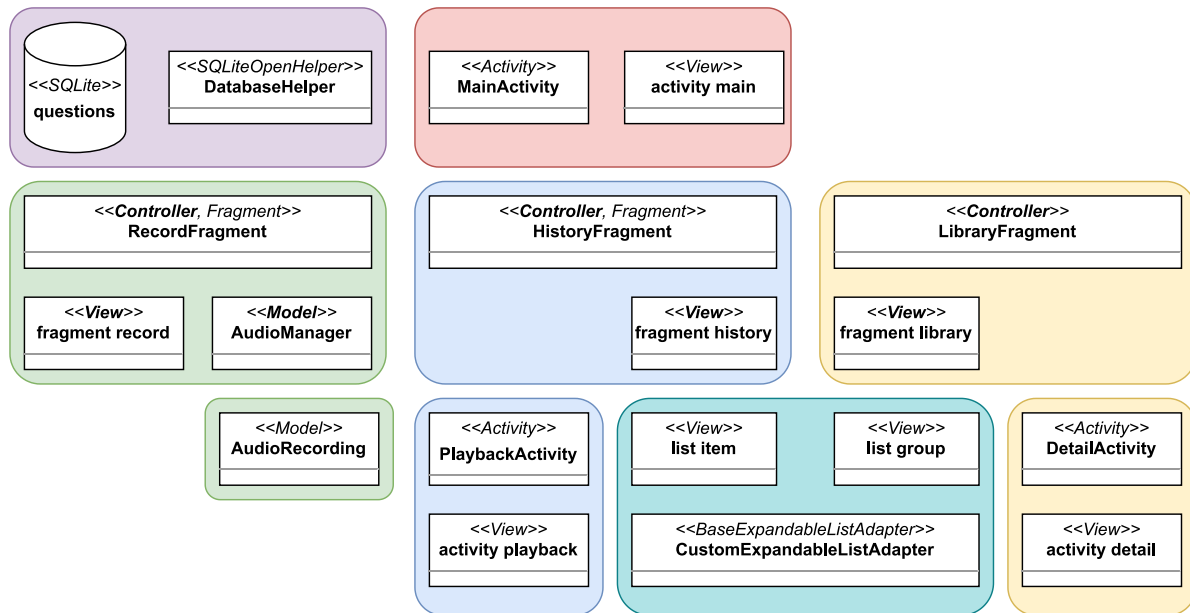 <<SQLite>>
questions
<<SQLiteOpenHelper>>
DatabaseHelper
<<Activity>>
MainActivity
<<View>>
activity main
<<Controller, Fragment>>
RecordFragment
<<View>>
fragment record
<<Model>>
AudioManager
<<Controller, Fragment>>
HistoryFragment
<<View>>
fragment history
<<Controller>>
LibraryFragment
<<View>>
fragment library
<<Model>>
AudioRecording
<<Activity>>
PlaybackActivity
<<View>>
activity playback
<<View>>
list item
<<View>>
list group
<<BaseExpandableListAdapter>>
CustomExpandableListAdapter
<<Activity>>
DetailActivity
<<View>>
activity detail